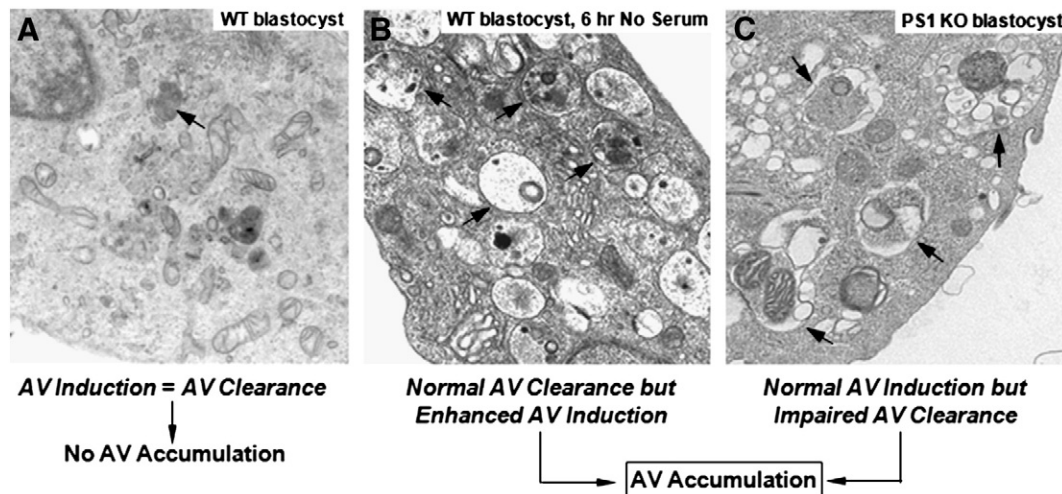 A
WT blastocyst
B
WT blastocyst, 6 hr No Serum
C
PS1 KO blastocyst
AV Induction = AV Clearance
No AV Accumulation
Normal AV Clearance but
Enhanced AV Induction
Normal AV Induction but
Impaired AV Clearance
AV Accumulation